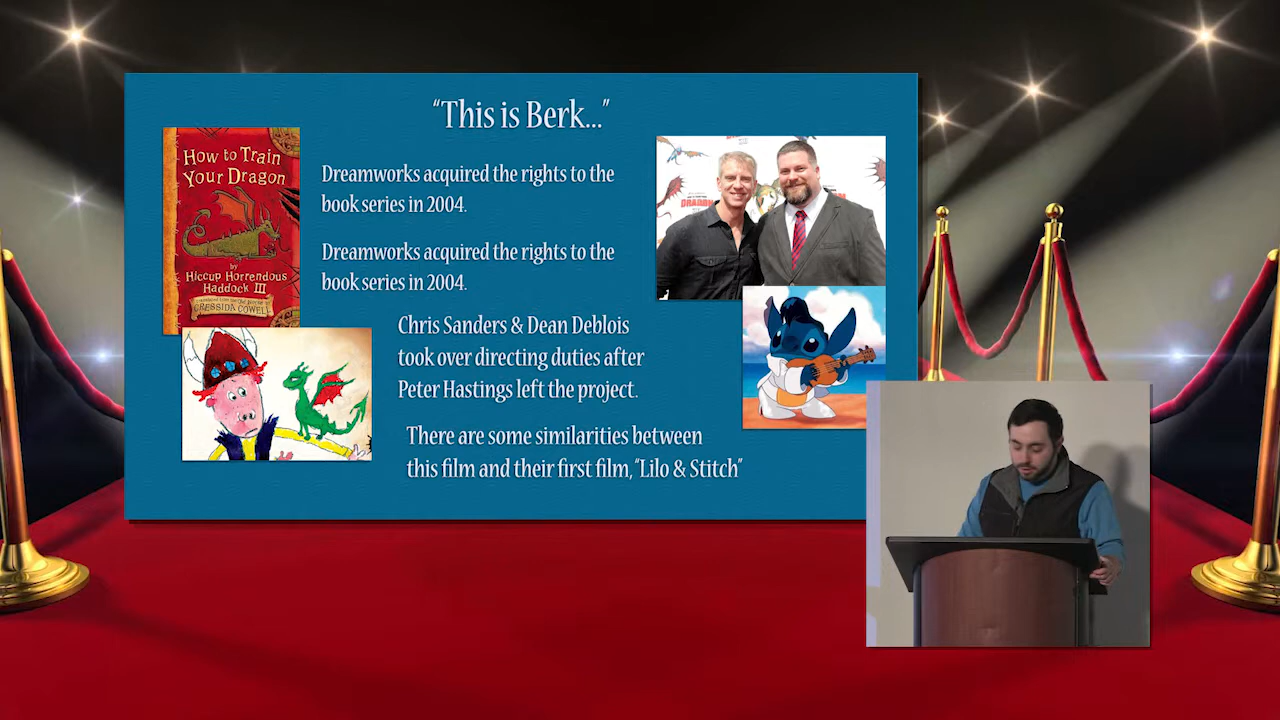 “This is Berk...”
How to Train
Your Dragon
by
Hiccup Horrendous
Haddock III
CRESSIDA COWELL
Dreamworks acquired the rights to the
book series in 2004.
Dreamworks acquired the rights to the
book series in 2004.
Chris Sanders & Dean Deblois
took over directing duties after
Peter Hastings left the project.
There are some similarities between
this film and their first film, “Lilo & Stitch”
DRAGON